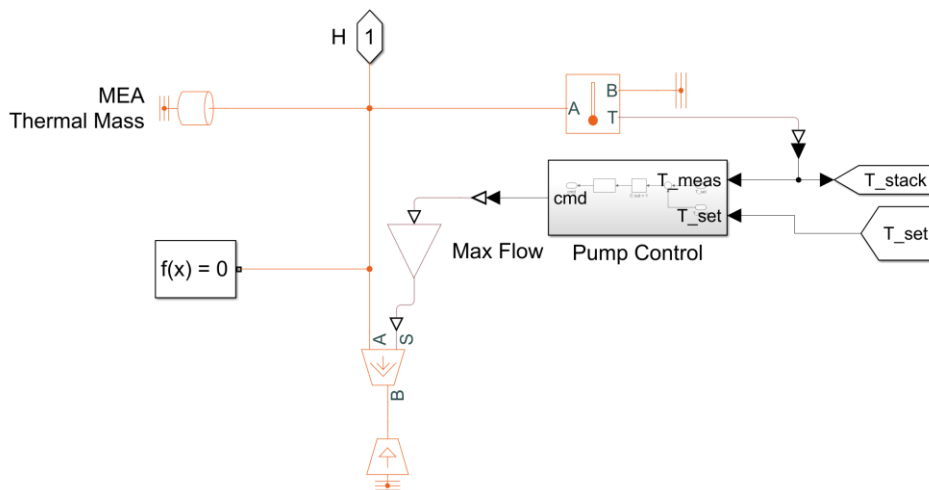 H 1
MEA
Thermal Mass
A
B
T
T_meas
T_stack
cmd
T_set
T_set
Max Flow
Pump Control
f(x) = 0
A
S
B